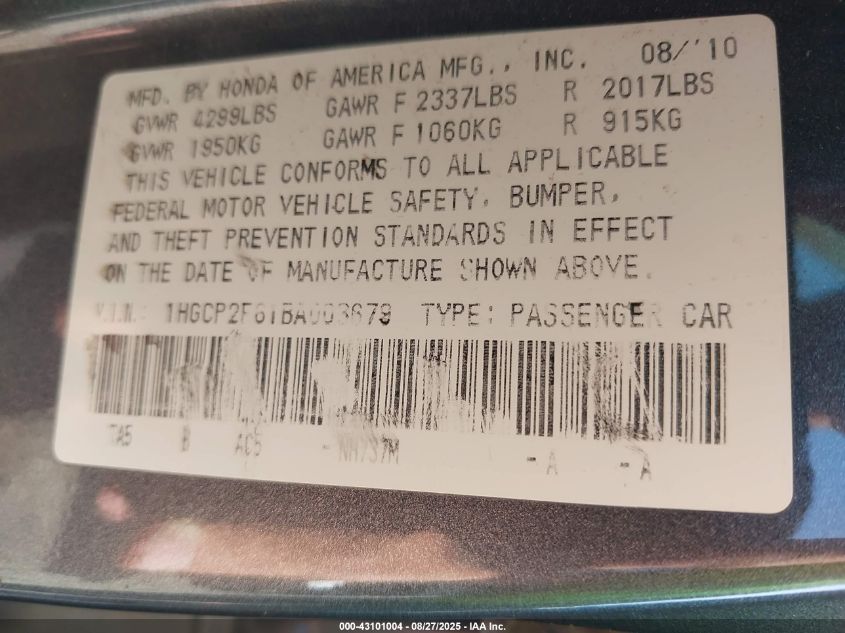 MFD. BY HONDA OF AMERICA MFG., INC. 08/'10
GVWR 4299LBS GAWR F 2337LBS R 2017LBS
GVWR 1950KG GAWR F 1060KG R 915KG
THIS VEHICLE CONFORMS TO ALL APPLICABLE
FEDERAL MOTOR VEHICLE SAFETY, BUMPER,
AND THEFT PREVENTION STANDARDS IN EFFECT
ON THE DATE OF MANUFACTURE SHOWN ABOVE.
V.I.N.: 1HGCP2F61BA003679 TYPE: PASSENGER CAR
TA5 B AC5 - NH737M - A - A
000-43101004 - 08/27/2025 - IAA Inc.